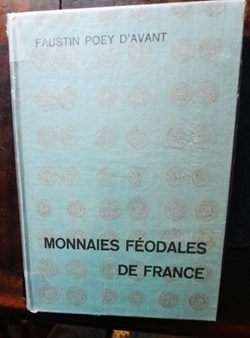 FAUSTIN POEY D'AVANT
MONNAIES FÉODALES
DE FRANCE